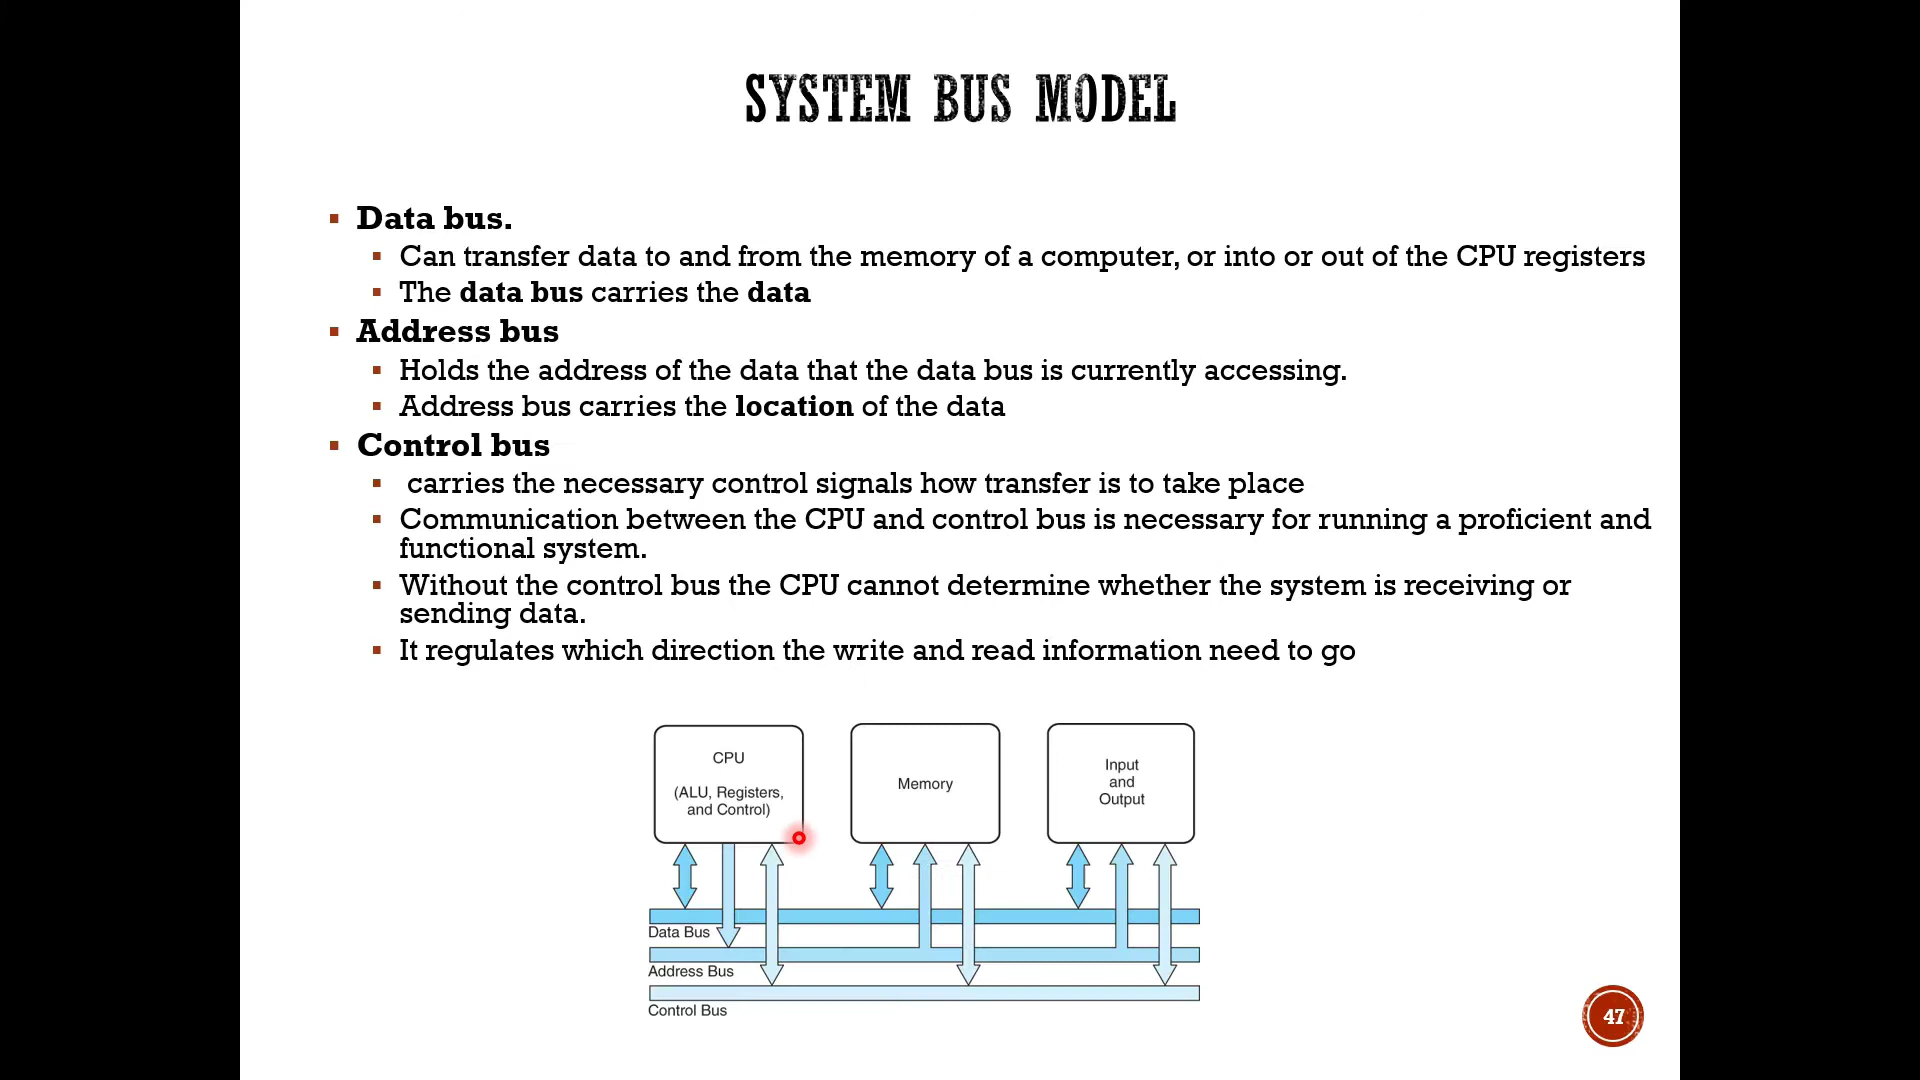 SYSTEM BUS MODEL
Data bus.
Can transfer data to and from the memory of a computer, or into or out of the CPU registers
The data bus carries the data
Address bus
Holds the address of the data that the data bus is currently accessing.
Address bus carries the location of the data
Control bus
carries the necessary control signals how transfer is to take place
Communication between the CPU and control bus is necessary for running a proficient and
functional system.
Without the control bus the CPU cannot determine whether the system is receiving or
sending data.
It regulates which direction the write and read information need to go
CPU
(ALU, Registers,
and Control)
Memory
Input
and
Output
Data Bus
Address Bus
Control Bus
47